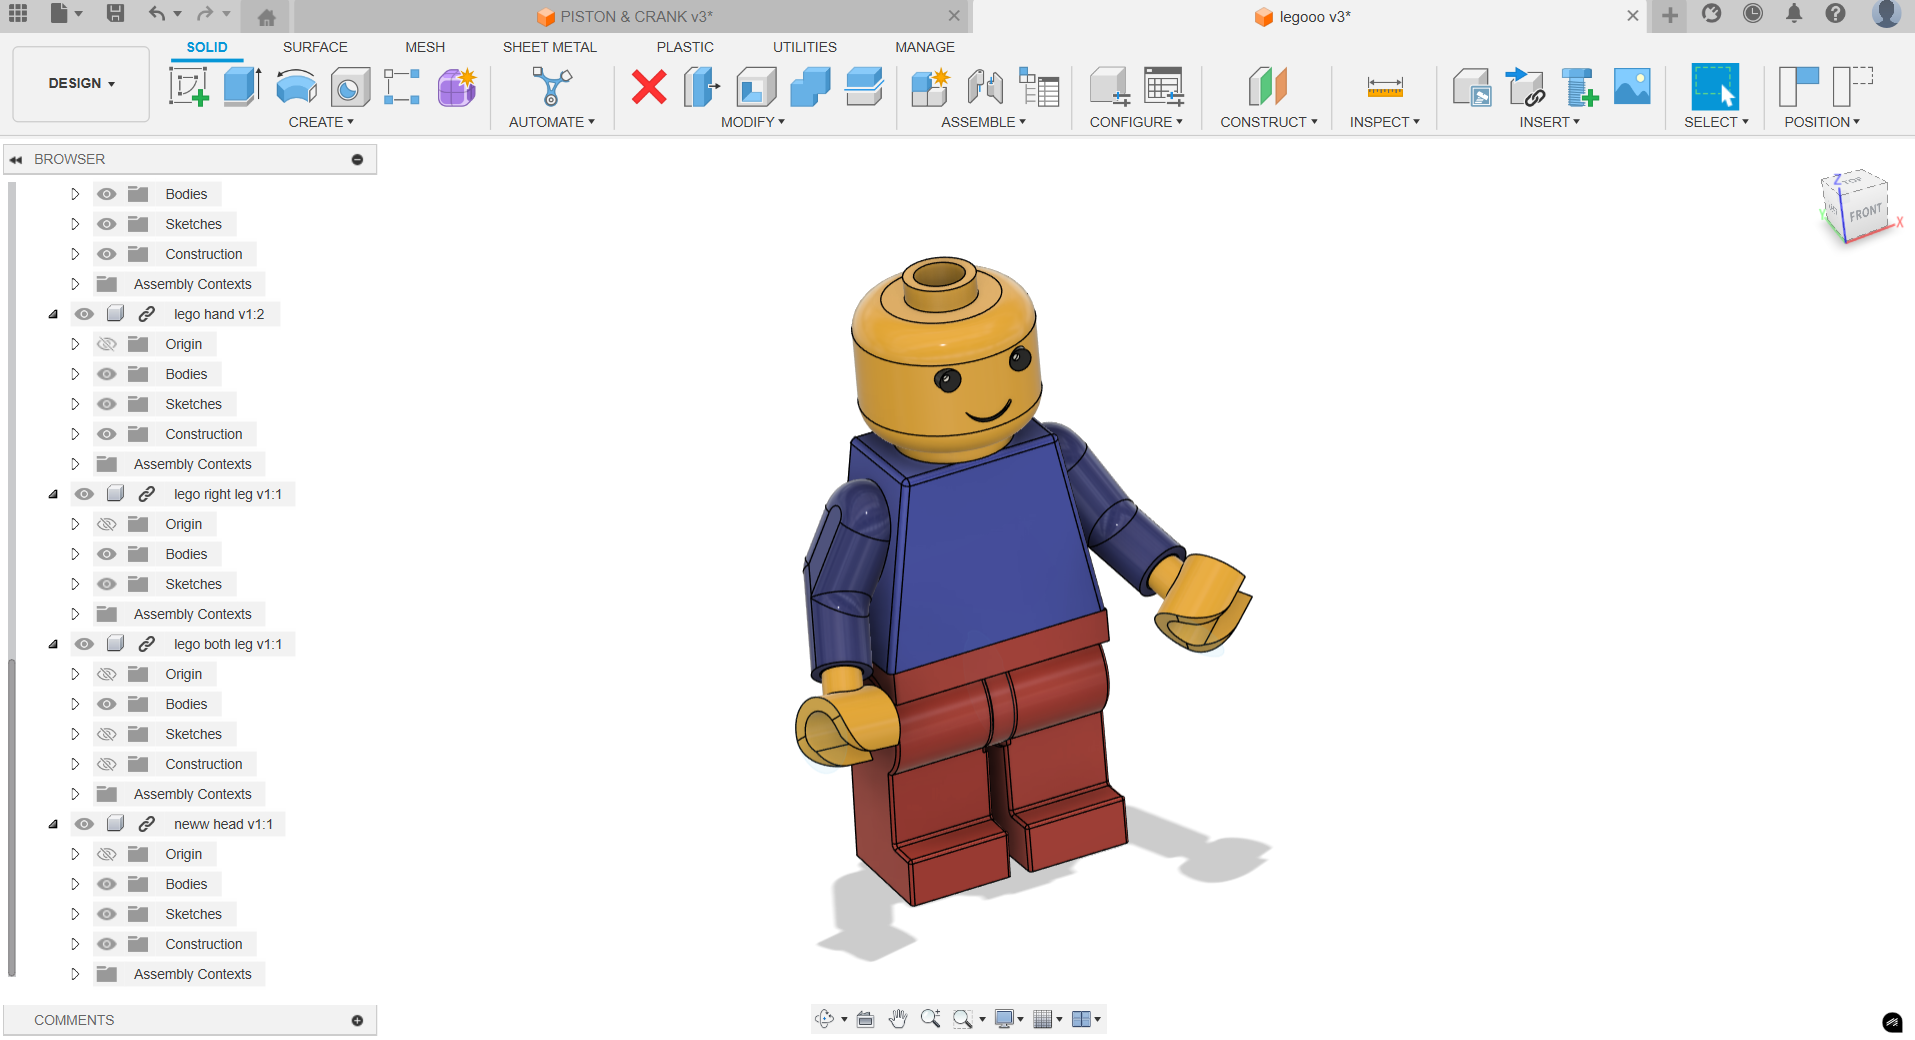 PISTON & CRANK v3*
legooo v3*
DESIGN
SOLID
SURFACE
MESH
SHEET METAL
PLASTIC
UTILITIES
MANAGE
CREATE
AUTOMATE
MODIFY
ASSEMBLE
CONFIGURE
CONSTRUCT
INSPECT
INSERT
SELECT
POSITION
BROWSER
Bodies
Sketches
Construction
Assembly Contexts
lego hand v1:2
Origin
Bodies
Sketches
Construction
Assembly Contexts
lego right leg v1:1
Origin
Bodies
Sketches
Assembly Contexts
lego both leg v1:1
Origin
Bodies
Sketches
Construction
Assembly Contexts
neww head v1:1
Origin
Bodies
Sketches
Construction
Assembly Contexts
COMMENTS
Z
TOP
FRONT
Y
X